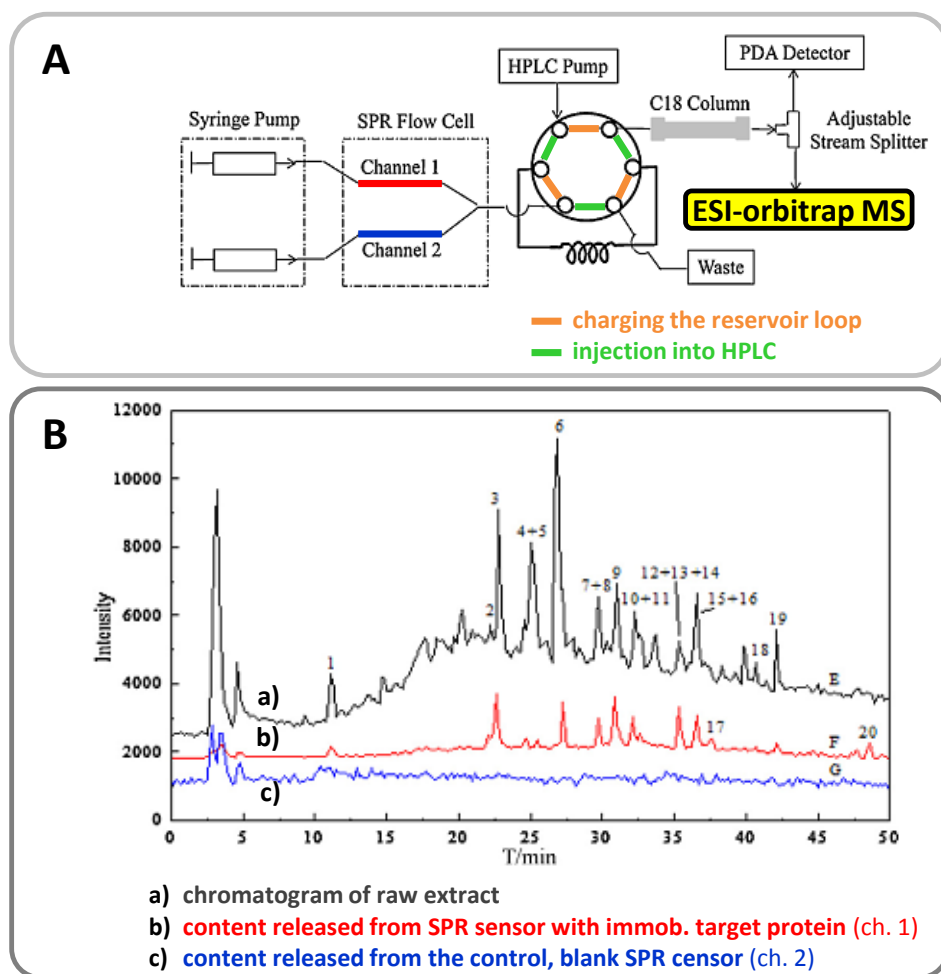 A
HPLC Pump
PDA Detector
C18 Column
Syringe Pump
SPR Flow Cell
Adjustable
Stream Splitter
Channel 1
ESI-orbitrap MS
Channel 2
Waste
charging the reservoir loop
injection into HPLC
B
12000
10000
8000
6000
4000
2000
0
Intensity
6
3
4+5
12+13 +14
9
7+8
10+11
15+16
2
19
1
18
a)
E
b)
17
20
F
c)
G
0 5 10 15 20 25 30 35 40 45 50
T/min
a) chromatogram of raw extract
b) content released from SPR sensor with immob. target protein (ch. 1)
c) content released from the control, blank SPR censor (ch. 2)